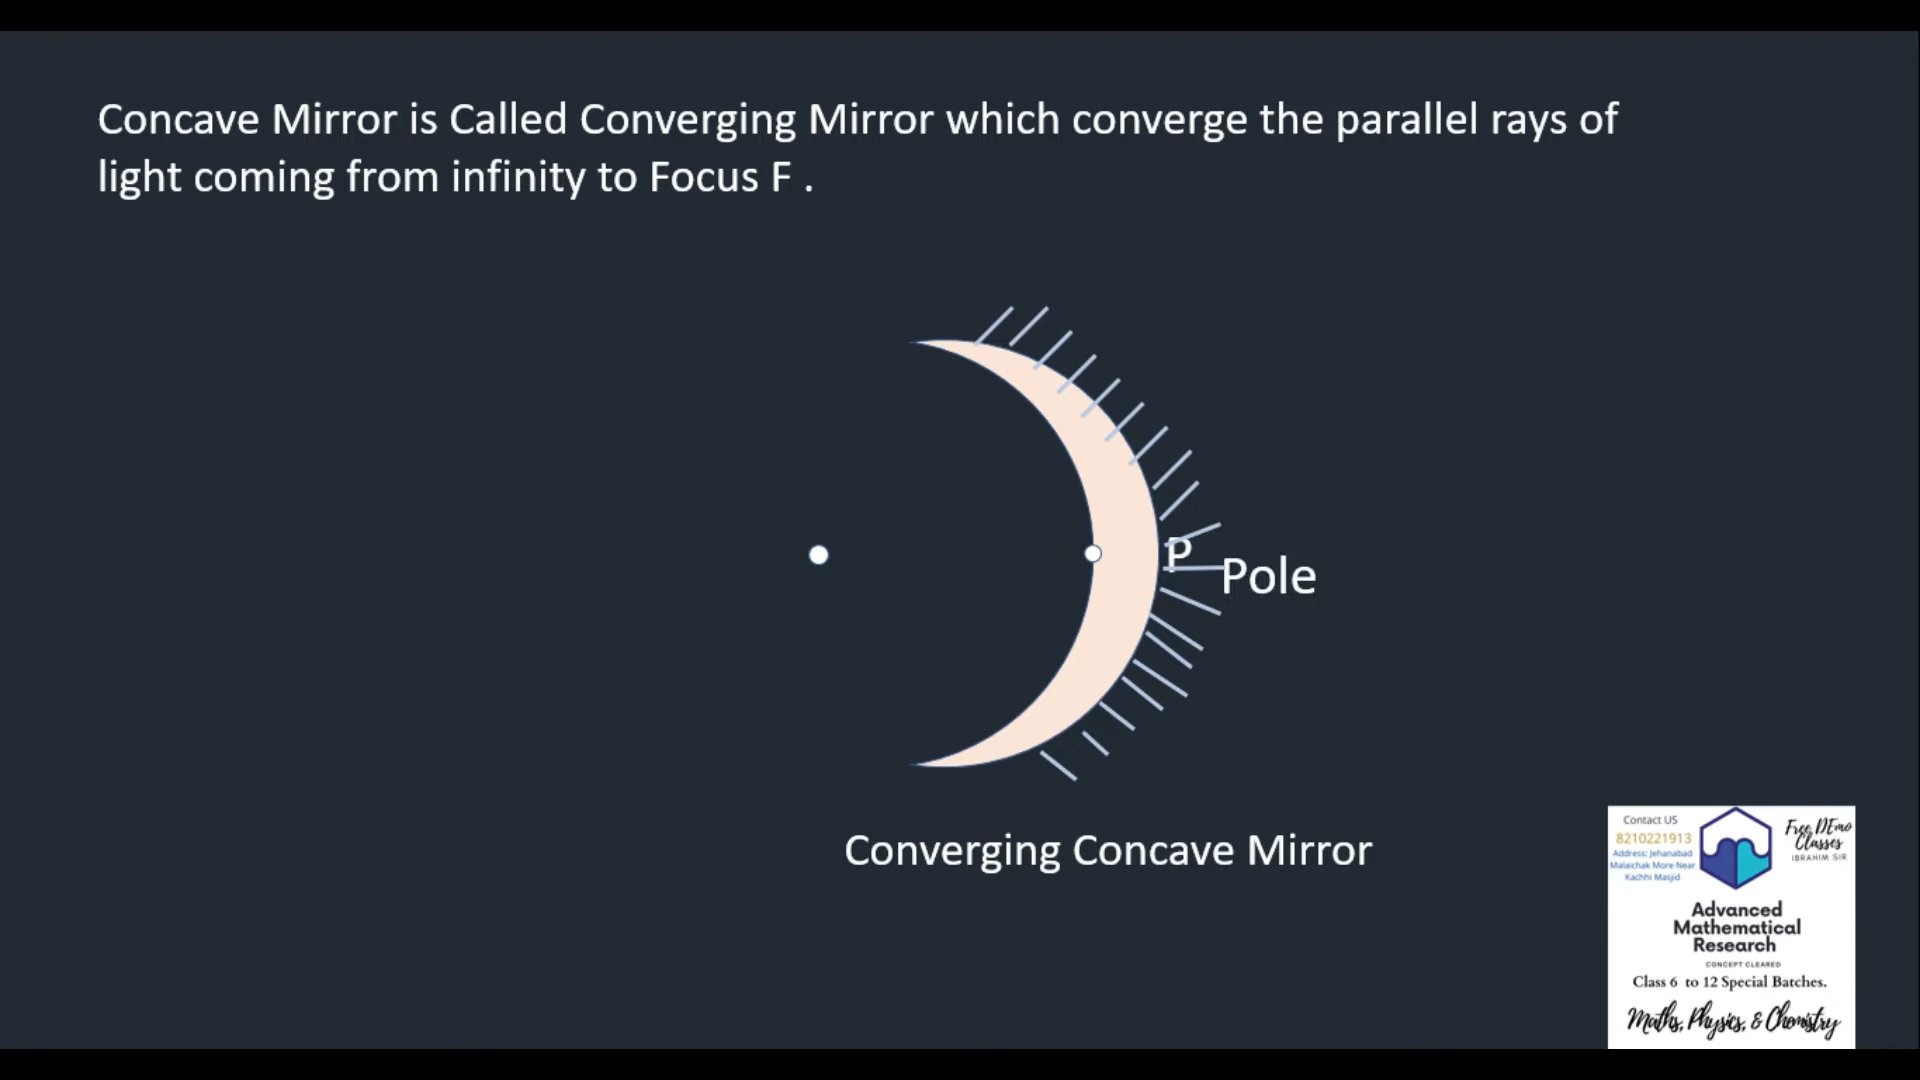 Concave Mirror is Called Converging Mirror which converge the parallel rays of
light coming from infinity to Focus F .
P
Pole
Converging Concave Mirror
Contact US
8210221913
Address: Jehanabad
Malaichak More Near
Kachhi Masjid
Free DEmo
Classes
IBRAHIM SIR
Advanced
Mathematical
Research
CONCEPT CLEARED
Class 6 to 12 Special Batches.
Maths, Physics, & Chemistry